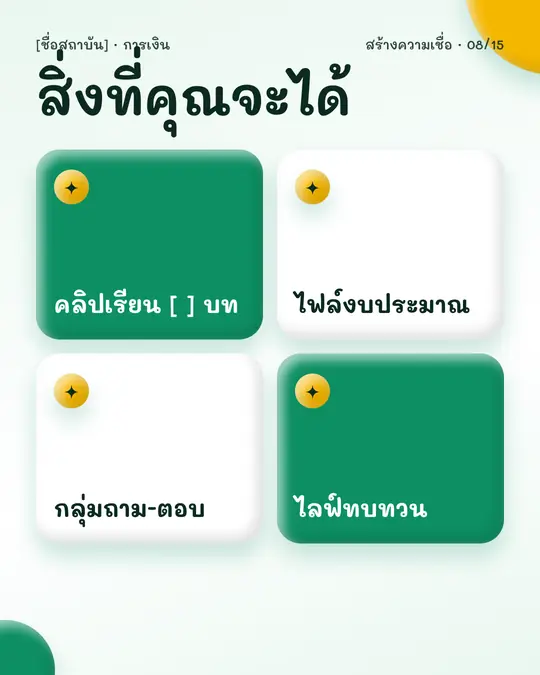 [ชื่อสถาบัน] · การเงิน
สร้างความเชื่อ · 08/15
สิ่งที่คุณจะได้
คลิปเรียน [ ] บท
ไฟล์งบประมาณ
กลุ่มถาม-ตอบ
ไลฟ์ทบทวน